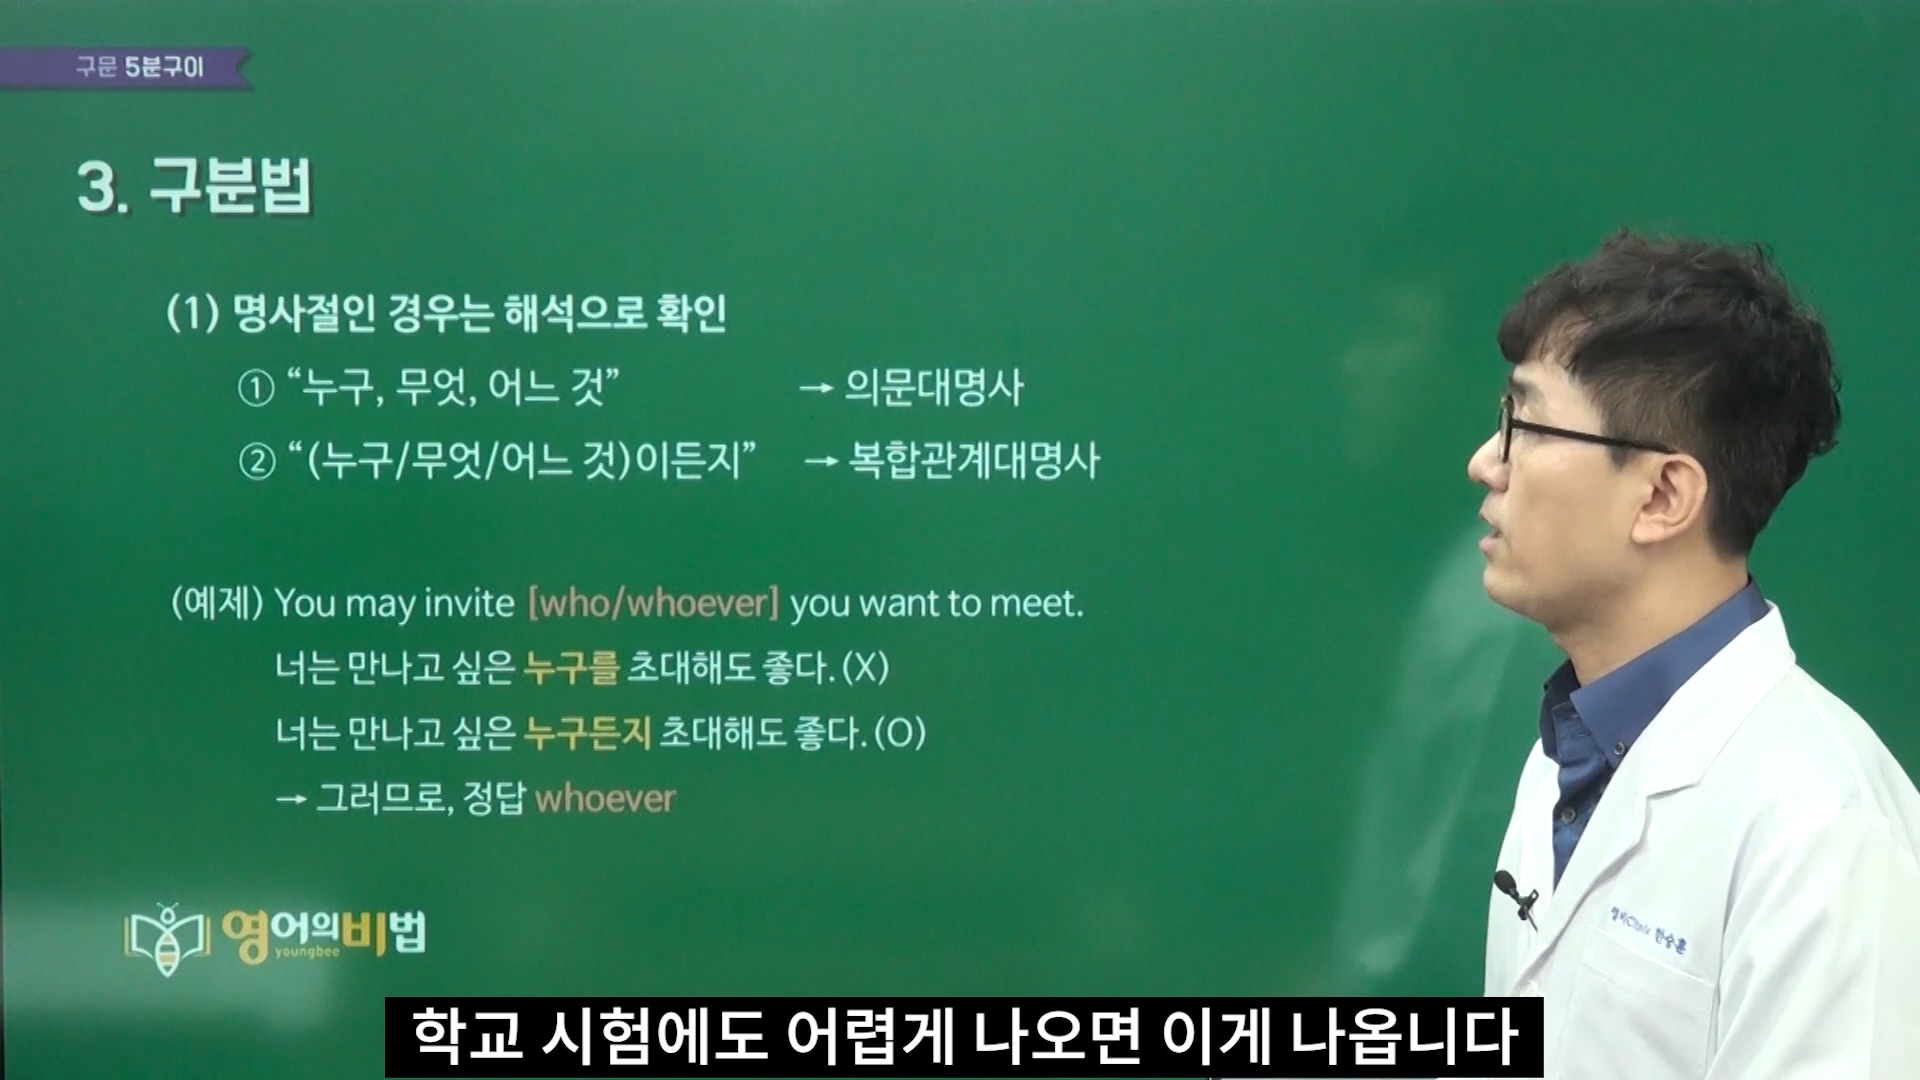 구문 5분구이
3. 구분법
(1) 명사절인 경우는 해석으로 확인
① “누구, 무엇, 어느 것” → 의문대명사
② “(누구/무엇/어느 것)이든지” → 복합관계대명사
(예제) You may invite [who/whoever] you want to meet.
너는 만나고 싶은 누구를 초대해도 좋다. (X)
너는 만나고 싶은 누구든지 초대해도 좋다. (O)
→ 그러므로, 정답 whoever
영어의비법
youngbee
한승훈
학교 시험에도 어렵게 나오면 이게 나옵니다